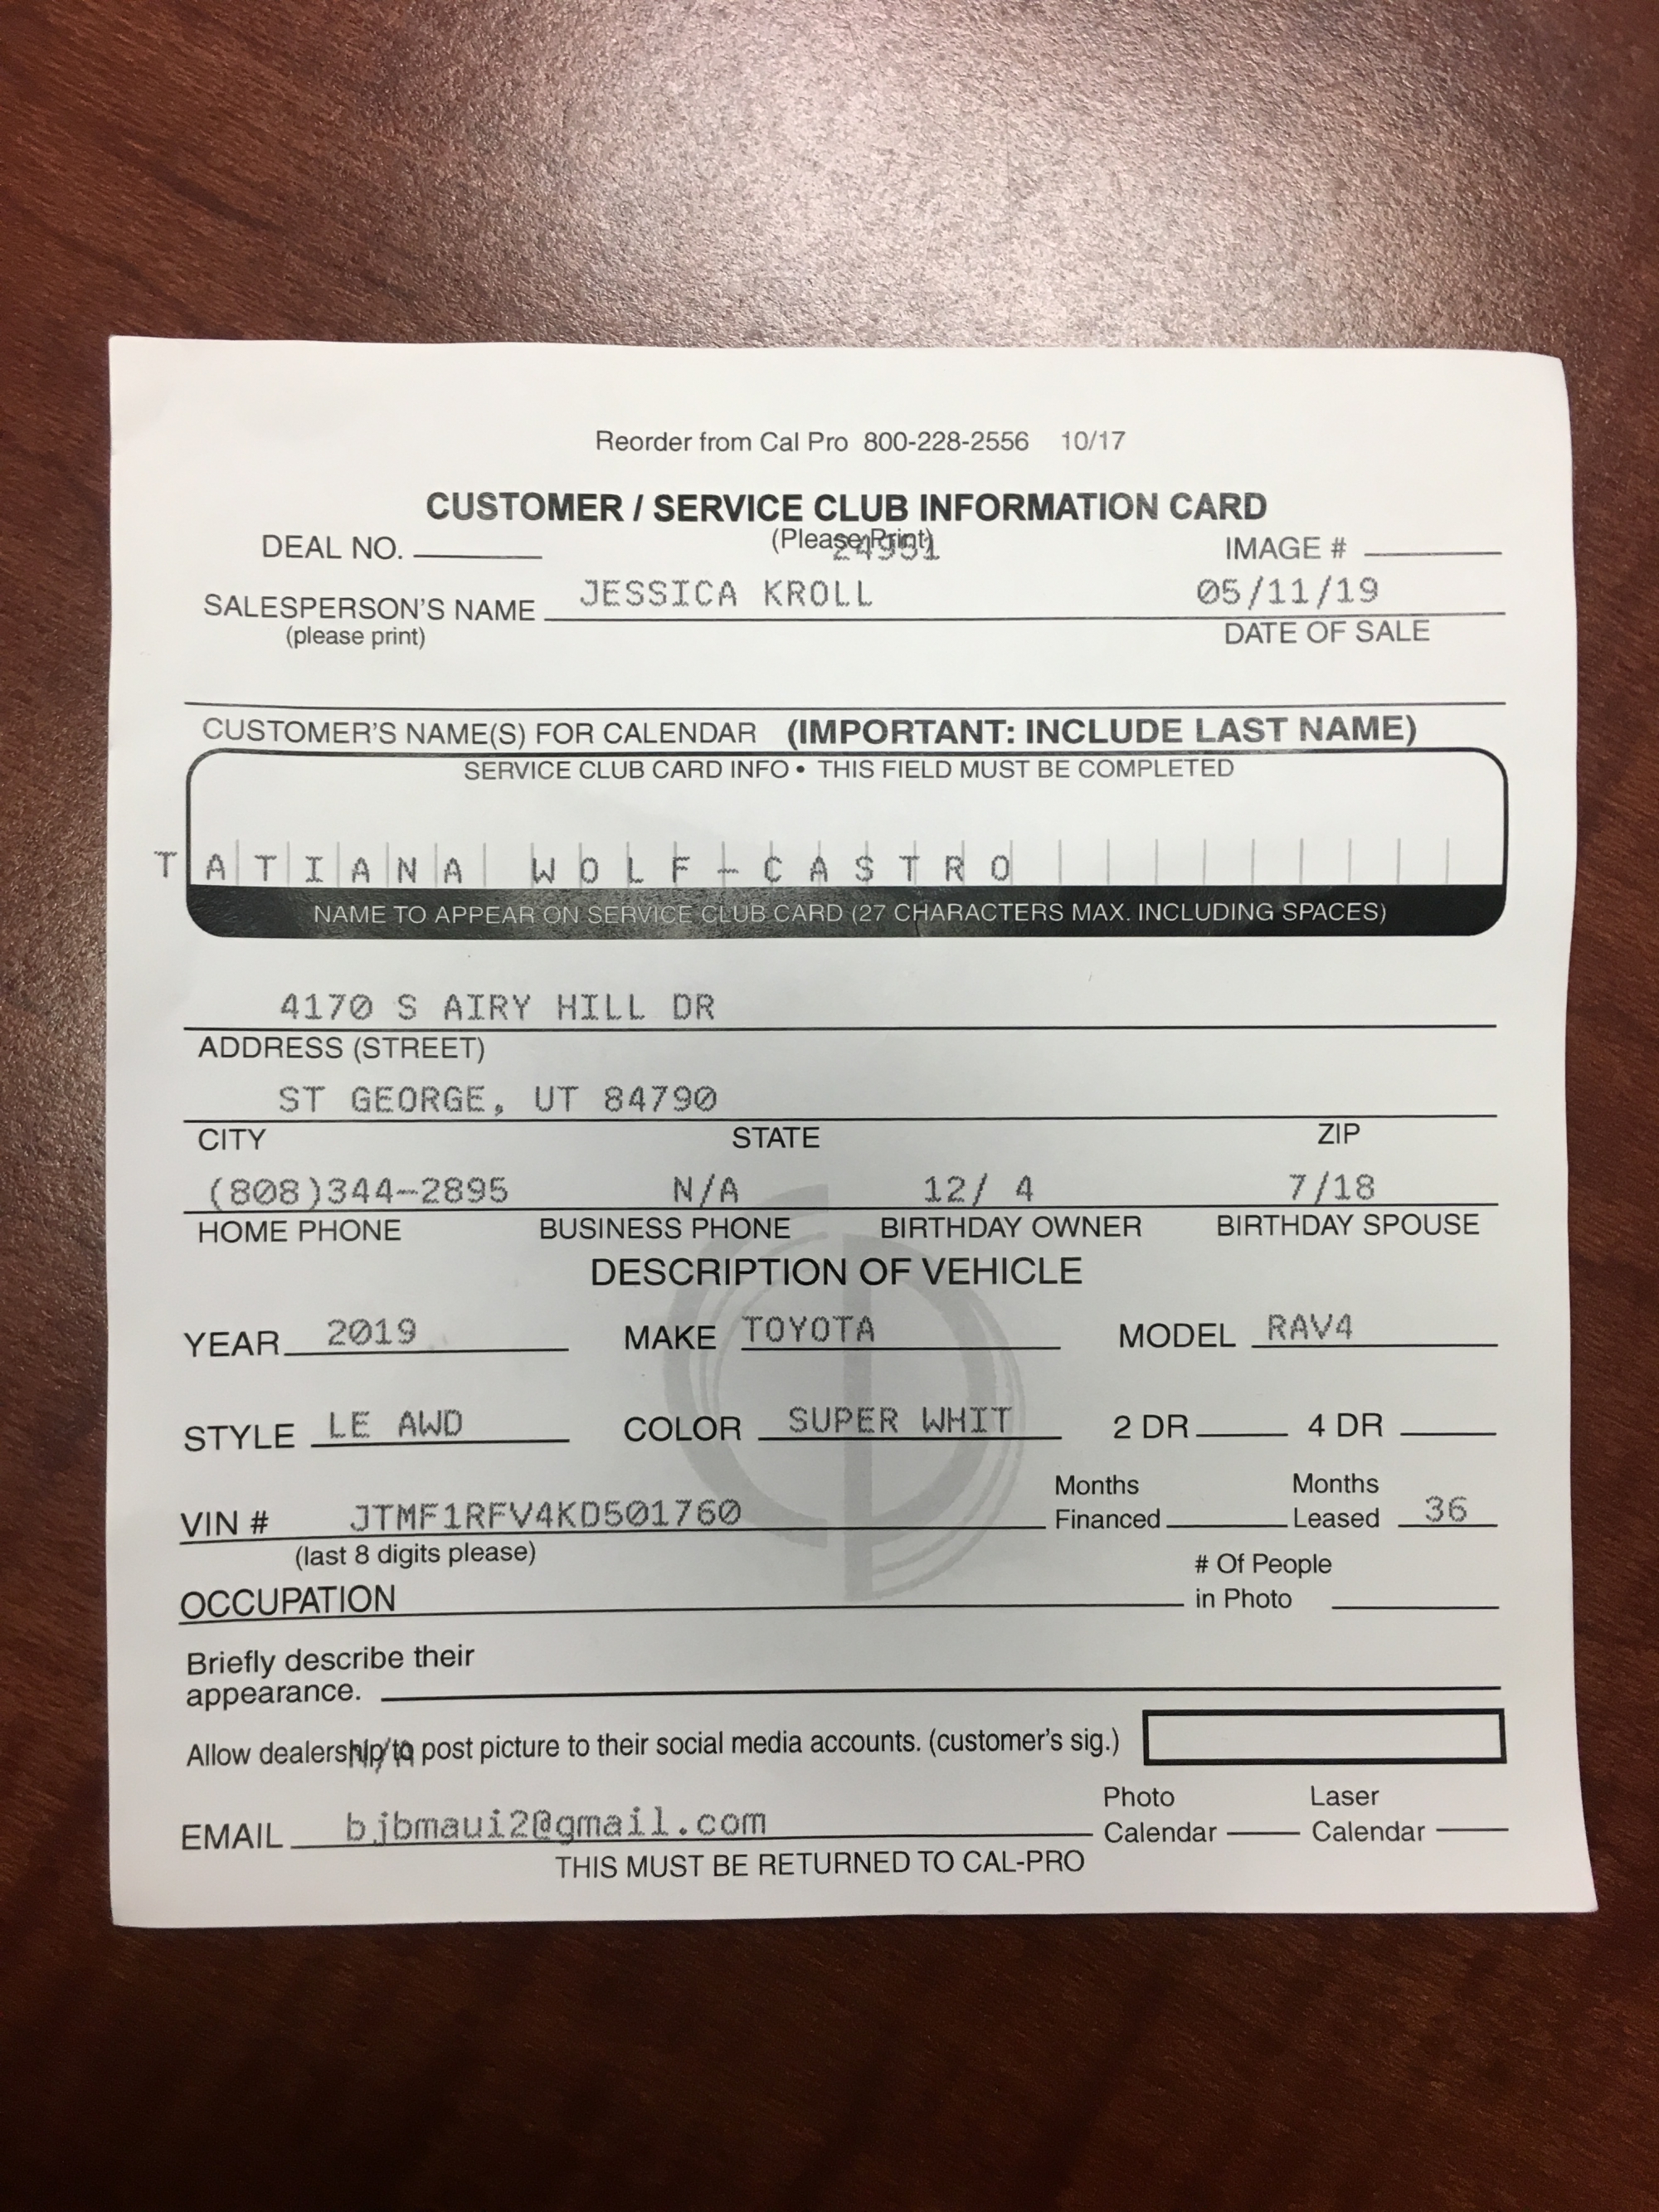 Reorder from Cal Pro 800-228-2556 10/17
CUSTOMER / SERVICE CLUB INFORMATION CARD
(Please Print)
DEAL NO. IMAGE #
JESSICA KROLL 05/11/19
SALESPERSON'S NAME
(please print) DATE OF SALE
CUSTOMER'S NAME(S) FOR CALENDAR (IMPORTANT: INCLUDE LAST NAME)
SERVICE CLUB CARD INFO • THIS FIELD MUST BE COMPLETED
TATIANA WOLF-CASTRO
NAME TO APPEAR ON SERVICE CLUB CARD (27 CHARACTERS MAX. INCLUDING SPACES)
4170 S AIRY HILL DR
ADDRESS (STREET)
ST GEORGE, UT 84790
CITY STATE ZIP
(808)344-2895 N/A 12/ 4 7/18
HOME PHONE BUSINESS PHONE BIRTHDAY OWNER BIRTHDAY SPOUSE
DESCRIPTION OF VEHICLE
YEAR 2019 MAKE TOYOTA MODEL RAV4
STYLE LE AWD COLOR SUPER WHIT 2 DR 4 DR
Months Months
VIN # JTMF1RFV4KD501760 Financed Leased 36
(last 8 digits please)
# Of People
OCCUPATION in Photo
Briefly describe their
appearance.
Allow dealership to post picture to their social media accounts. (customer's sig.)
Photo Laser
EMAIL bjbmaui2@gmail.com Calendar Calendar
THIS MUST BE RETURNED TO CAL-PRO